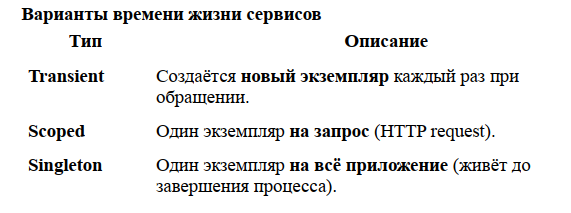 Варианты времени жизни сервисов
Тип Описание
Transient Создаётся новый экземпляр каждый раз при
обращении.
Scoped Один экземпляр на запрос (HTTP request).
Singleton Один экземпляр на всё приложение (живёт до
завершения процесса).